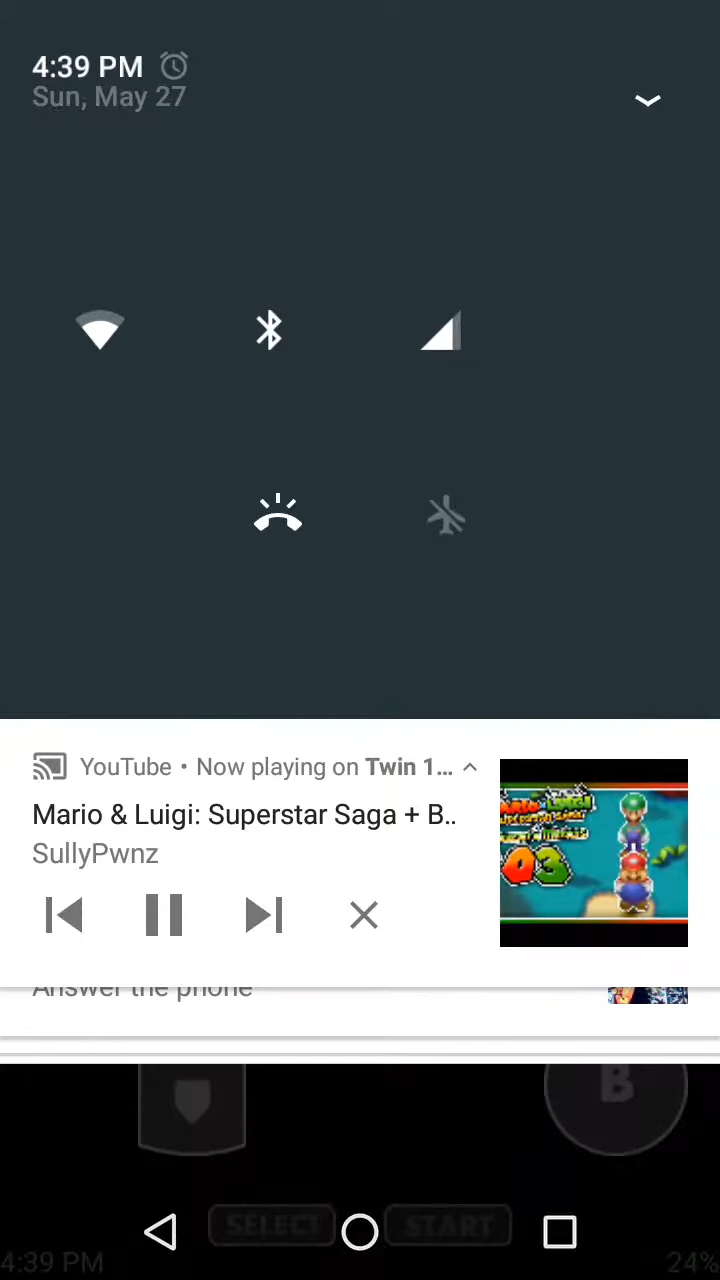 4:39 PM
Sun, May 27
YouTube • Now playing on Twin 1...
Mario & Luigi: Superstar Saga + B..
SullyPwnz
03
Answer the phone
B
SELECT START
4:39 PM 24%